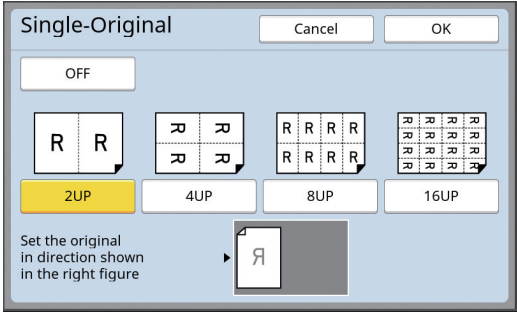 Single-Original
Cancel
OK
OFF
R R
R R
R R
R R R R
R R R R
R R R R
R R R R
R R R R
R R R R
2UP
4UP
8UP
16UP
Set the original
in direction shown
in the right figure
R